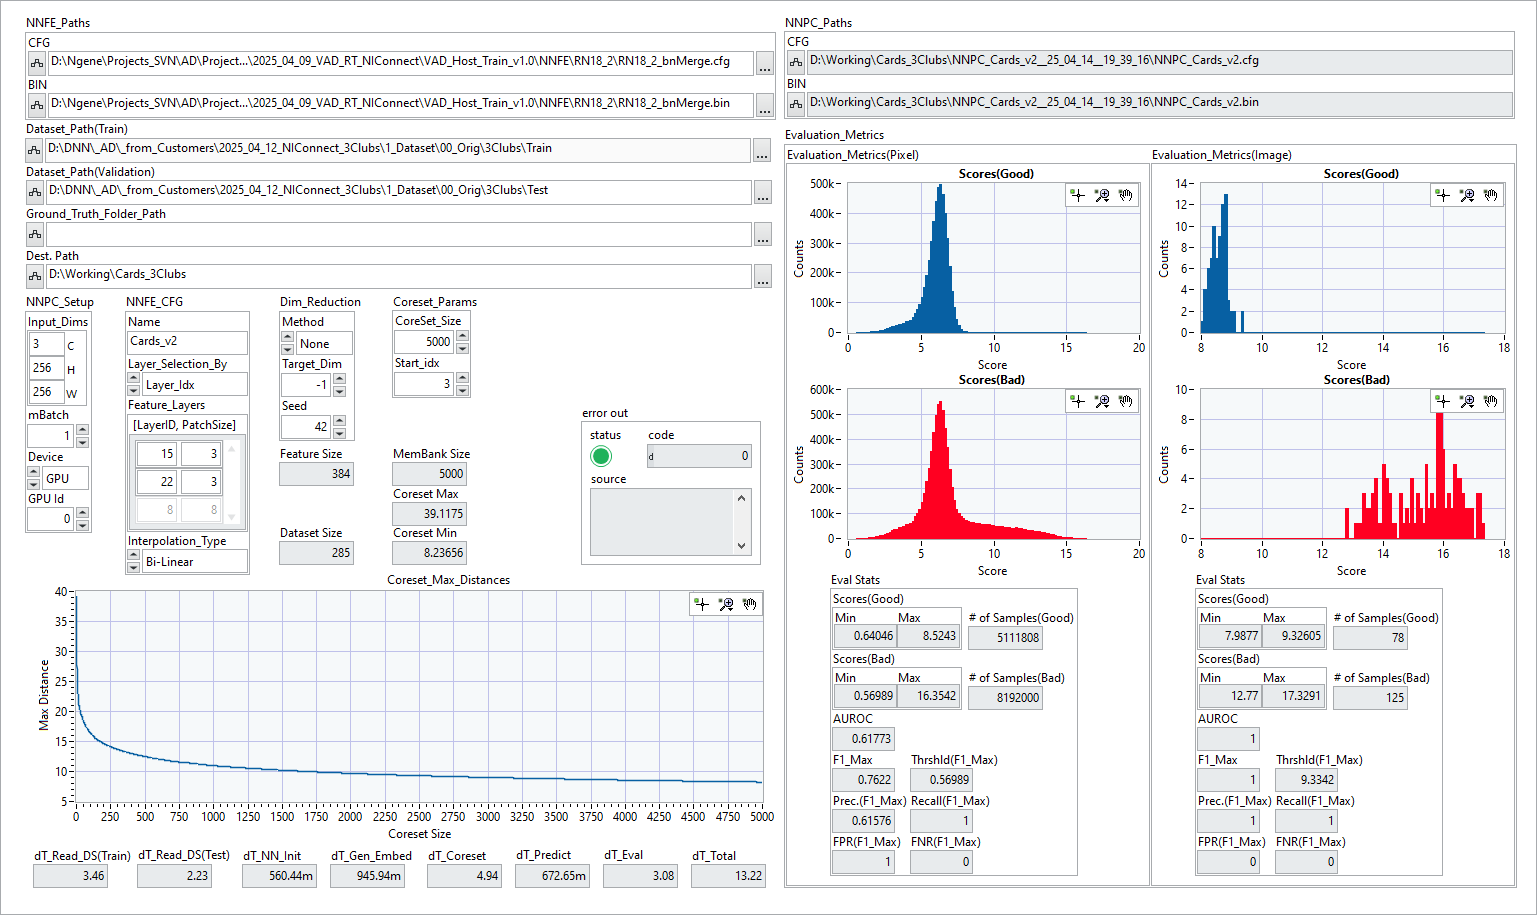 NNFE_Paths
CFG
D:\Ngene\Projects_SVN\AD\Project...\2025_04_09_VAD_RT_NIConnect\VAD_Host_Train_v1.0\NNFE\RN18_2\RN18_2_bnMerge.cfg
...
BIN
D:\Ngene\Projects_SVN\AD\Project...\2025_04_09_VAD_RT_NIConnect\VAD_Host_Train_v1.0\NNFE\RN18_2\RN18_2_bnMerge.bin
...
Dataset_Path(Train)
D:\DNN\_AD\_from_Customers\2025_04_12_NIConnect_3Clubs\1_Dataset\00_Orig\3Clubs\Train
...
Dataset_Path(Validation)
D:\DNN\_AD\_from_Customers\2025_04_12_NIConnect_3Clubs\1_Dataset\00_Orig\3Clubs\Test
...
Ground_Truth_Folder_Path
...
Dest. Path
D:\Working\Cards_3Clubs
...
NNPC_Setup
Input_Dims
3 C
256 H
256 W
mBatch
1
Device
GPU
GPU Id
0
NNFE_CFG
Name
Cards_v2
Layer_Selection_By
Layer_Idx
Feature_Layers
[LayerID, PatchSize]
15 3
22 3
8 8
Interpolation_Type
Bi-Linear
Dim_Reduction
Method
None
Target_Dim
-1
Seed
42
Feature Size
384
Dataset Size
285
Coreset_Params
CoreSet_Size
5000
Start_idx
3
MemBank Size
5000
Coreset Max
39.1175
Coreset Min
8.23656
error out
status code
d 0
source
Coreset_Max_Distances
Max Distance
40
35
30
25
20
15
10
5
0 250 500 750 1000 1250 1500 1750 2000 2250 2500 2750 3000 3250 3500 3750 4000 4250 4500 4750 5000
Coreset Size
dT_Read_DS(Train) dT_Read_DS(Test) dT_NN_Init dT_Gen_Embed dT_Coreset dT_Predict dT_Eval dT_Total
3.46 2.23 560.44m 945.94m 4.94 672.65m 3.08 13.22
NNPC_Paths
CFG
D:\Working\Cards_3Clubs\NNPC_Cards_v2__25_04_14__19_39_16\NNPC_Cards_v2.cfg
BIN
D:\Working\Cards_3Clubs\NNPC_Cards_v2__25_04_14__19_39_16\NNPC_Cards_v2.bin
Evaluation_Metrics
Evaluation_Metrics(Pixel)
Scores(Good)
Counts
500k
400k
300k
200k
100k
0
0 5 10 15 20
Score
Scores(Bad)
Counts
600k
500k
400k
300k
200k
100k
0
0 5 10 15 20
Score
Eval Stats
Scores(Good)
Min Max # of Samples(Good)
0.64046 8.5243 5111808
Scores(Bad)
Min Max # of Samples(Bad)
0.56989 16.3542 8192000
AUROC
0.61773
F1_Max Thrshld(F1_Max)
0.7622 0.56989
Prec.(F1_Max) Recall(F1_Max)
0.61576 1
FPR(F1_Max) FNR(F1_Max)
1 0
Evaluation_Metrics(Image)
Scores(Good)
Counts
14
12
10
8
6
4
2
0
8 10 12 14 16 18
Score
Scores(Bad)
Counts
10
8
6
4
2
0
8 10 12 14 16 18
Score
Eval Stats
Scores(Good)
Min Max # of Samples(Good)
7.9877 9.32605 78
Scores(Bad)
Min Max # of Samples(Bad)
12.77 17.3291 125
AUROC
1
F1_Max Thrshld(F1_Max)
1 9.3342
Prec.(F1_Max) Recall(F1_Max)
1 1
FPR(F1_Max) FNR(F1_Max)
0 0